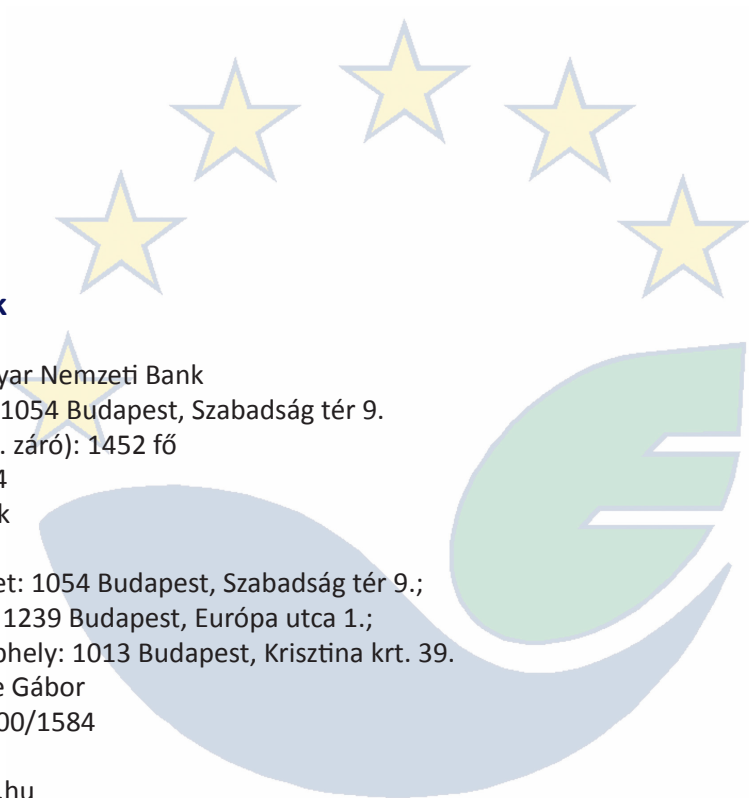 k
yar Nemzeti Bank
1054 Budapest, Szabadság tér 9.
. záró): 1452 fő
4
k
et: 1054 Budapest, Szabadság tér 9.;
1239 Budapest, Európa utca 1.;
phely: 1013 Budapest, Krisztina krt. 39.
e Gábor
00/1584
.hu